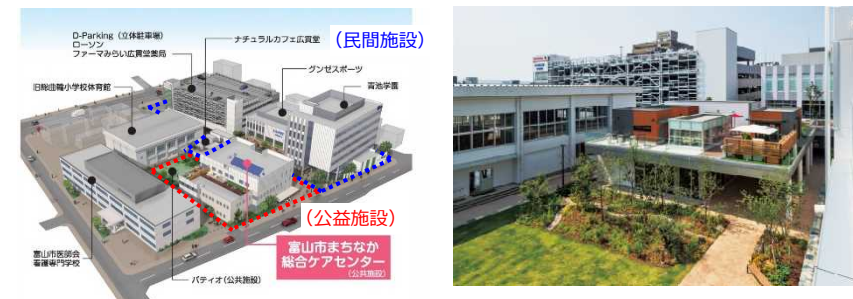 D-Parking（立体駐車場）
ローソン
ファーマみらい広貫堂薬局
ナチュラルカフェ広貫堂
（民間施設）
グンゼスポーツ
青池学園
旧総曲輪小学校体育館
（公益施設）
富山市まちなか
総合ケアセンター
（公共施設）
富山市医師会
看護専門学校
パティオ（公共施設）